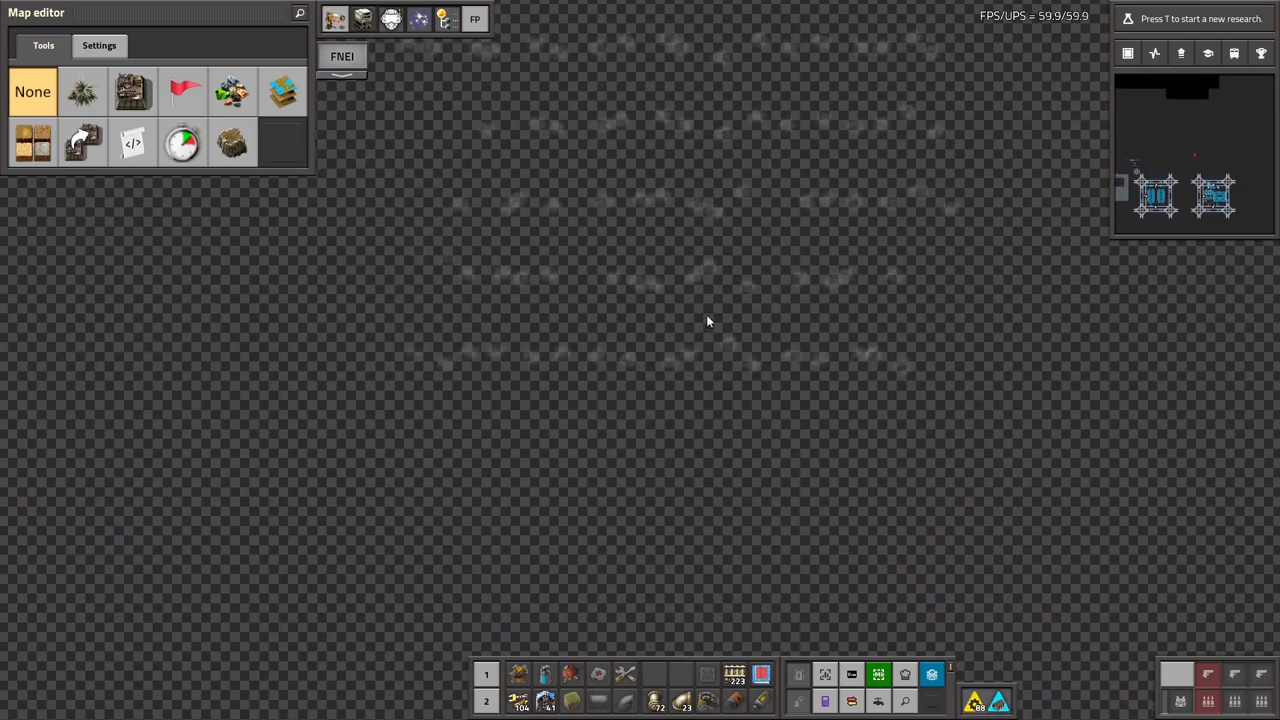 Map editor
FP
FPS/UPS = 59.9/59.9
Press T to start a new research.
Tools
Settings
FNEI
None
</>
1
223
2
104
41
72
23
88